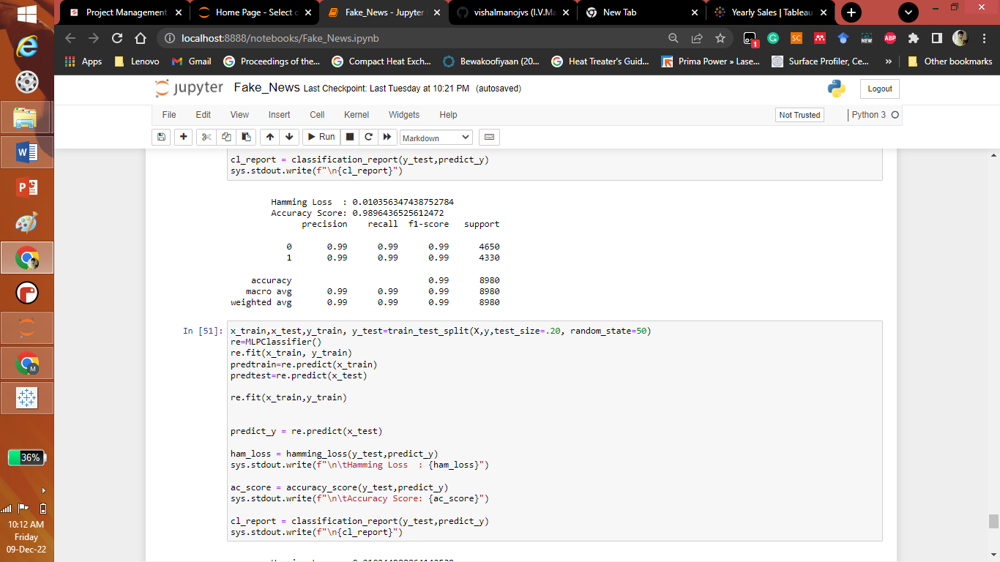 Project Management
Home Page - Select o
Fake_News - Jupyter
vishalmanojvs (I.V.Ma
New Tab
Yearly Sales | Tableau
localhost:8888/notebooks/Fake_News.ipynb
1
SC
NEW
ABP
Apps
Lenovo
Gmail
Proceedings of the...
Compact Heat Exch...
Bewakoofiyaan (20...
Heat Treater's Guid...
Prima Power » Lase...
Surface Profiler, Ce...
»
Other bookmarks
jupyter
Fake_News Last Checkpoint: Last Tuesday at 10:21 PM (autosaved)
Logout
File Edit View Insert Cell Kernel Widgets Help
Not Trusted
Python 3
Run
Markdown
cl_report = classification_report(y_test,predict_y)
sys.stdout.write(f"\n{cl_report}")
Hamming Loss  : 0.010356347438752784
Accuracy Score: 0.9896436525612472
precision recall f1-score support
0 0.99 0.99 0.99 4650
1 0.99 0.99 0.99 4330
accuracy 0.99 8980
macro avg 0.99 0.99 0.99 8980
weighted avg 0.99 0.99 0.99 8980
In [51]:
x_train,x_test,y_train, y_test=train_test_split(X,y,test_size=.20, random_state=50)
re=MLPClassifier()
re.fit(x_train, y_train)
predtrain=re.predict(x_train)
predtest=re.predict(x_test)
re.fit(x_train,y_train)
predict_y = re.predict(x_test)
ham_loss = hamming_loss(y_test,predict_y)
sys.stdout.write(f"\n\tHamming Loss  : {ham_loss}")
ac_score = accuracy_score(y_test,predict_y)
sys.stdout.write(f"\n\tAccuracy Score: {ac_score}")
cl_report = classification_report(y_test,predict_y)
sys.stdout.write(f"\n{cl_report}")
W
P
M
36%
10:12 AM
Friday
09-Dec-22